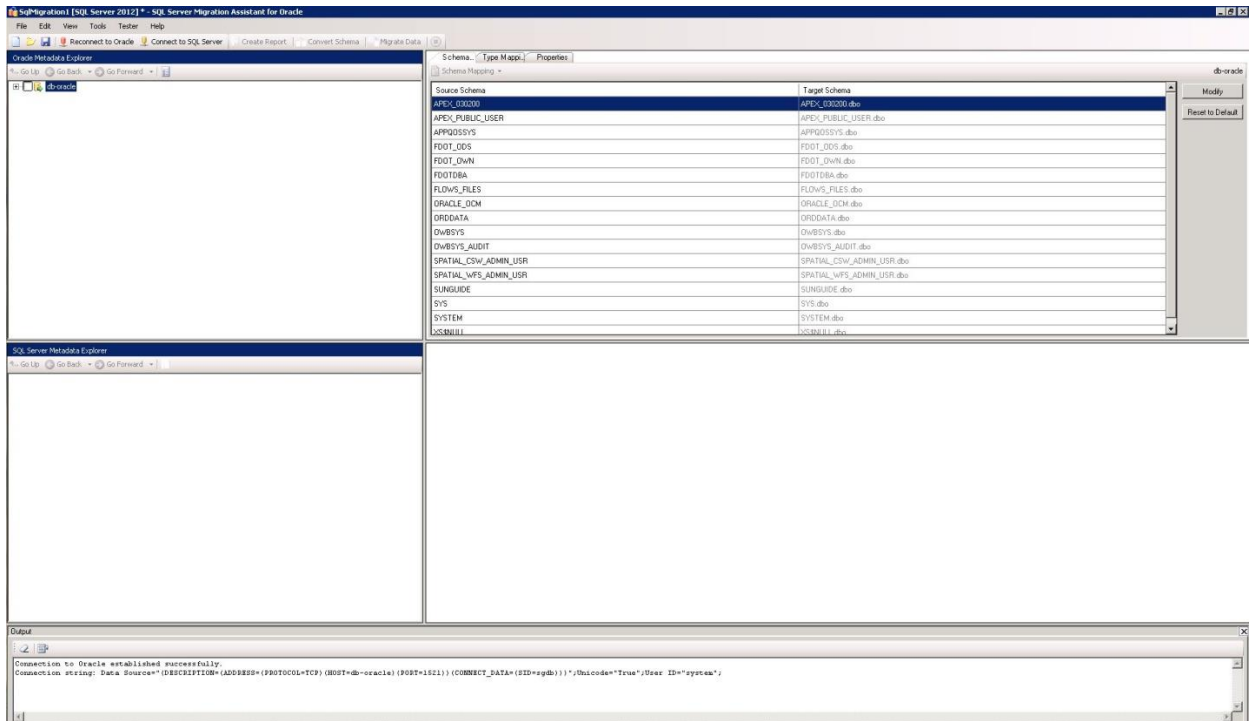 SqlMigration1 [SQL Server 2012] * - SQL Server Migration Assistant for Oracle
File Edit View Tools Tester Help
Reconnect to Oracle Connect to SQL Server Create Report Convert Schema Migrate Data
Oracle Metadata Explorer
Go Up Go Back Go Forward
db-oracle
Schema... Type Mappi... Properties
Schema Mapping db-oracle
Source Schema Target Schema
Modify
Reset to Default
APEX_030200 APEX_030200.dbo
APEX_PUBLIC_USER APEX_PUBLIC_USER.dbo
APPQOSSYS APPQOSSYS.dbo
FDOT_ODS FDOT_ODS.dbo
FDOT_OWN FDOT_OWN.dbo
FDOTDBA FDOTDBA.dbo
FLOWS_FILES FLOWS_FILES.dbo
ORACLE_OCM ORACLE_OCM.dbo
ORDDATA ORDDATA.dbo
OWBSYS OWBSYS.dbo
OWBSYS_AUDIT OWBSYS_AUDIT.dbo
SPATIAL_CSW_ADMIN_USR SPATIAL_CSW_ADMIN_USR.dbo
SPATIAL_WFS_ADMIN_USR SPATIAL_WFS_ADMIN_USR.dbo
SUNGUIDE SUNGUIDE.dbo
SYS SYS.dbo
SYSTEM SYSTEM.dbo
XS$NULL XS$NULL.dbo
SQL Server Metadata Explorer
Go Up Go Back Go Forward
Output
Connection to Oracle established successfully.
Connection string: Data Source="(DESCRIPTION=(ADDRESS=(PROTOCOL=TCP)(HOST=db-oracle)(PORT=1521))(CONNECT_DATA=(SID=sgdb)))";Unicode="True";User ID="system";